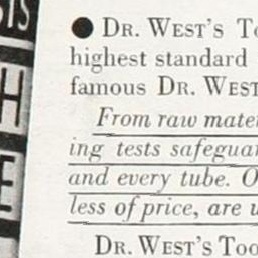 ● DR. WEST'S To
highest standard
famous DR. WEST
From raw mater
ing tests safeguar
and every tube. O
less of price, are u
DR. WEST'S Too
IS
H
E